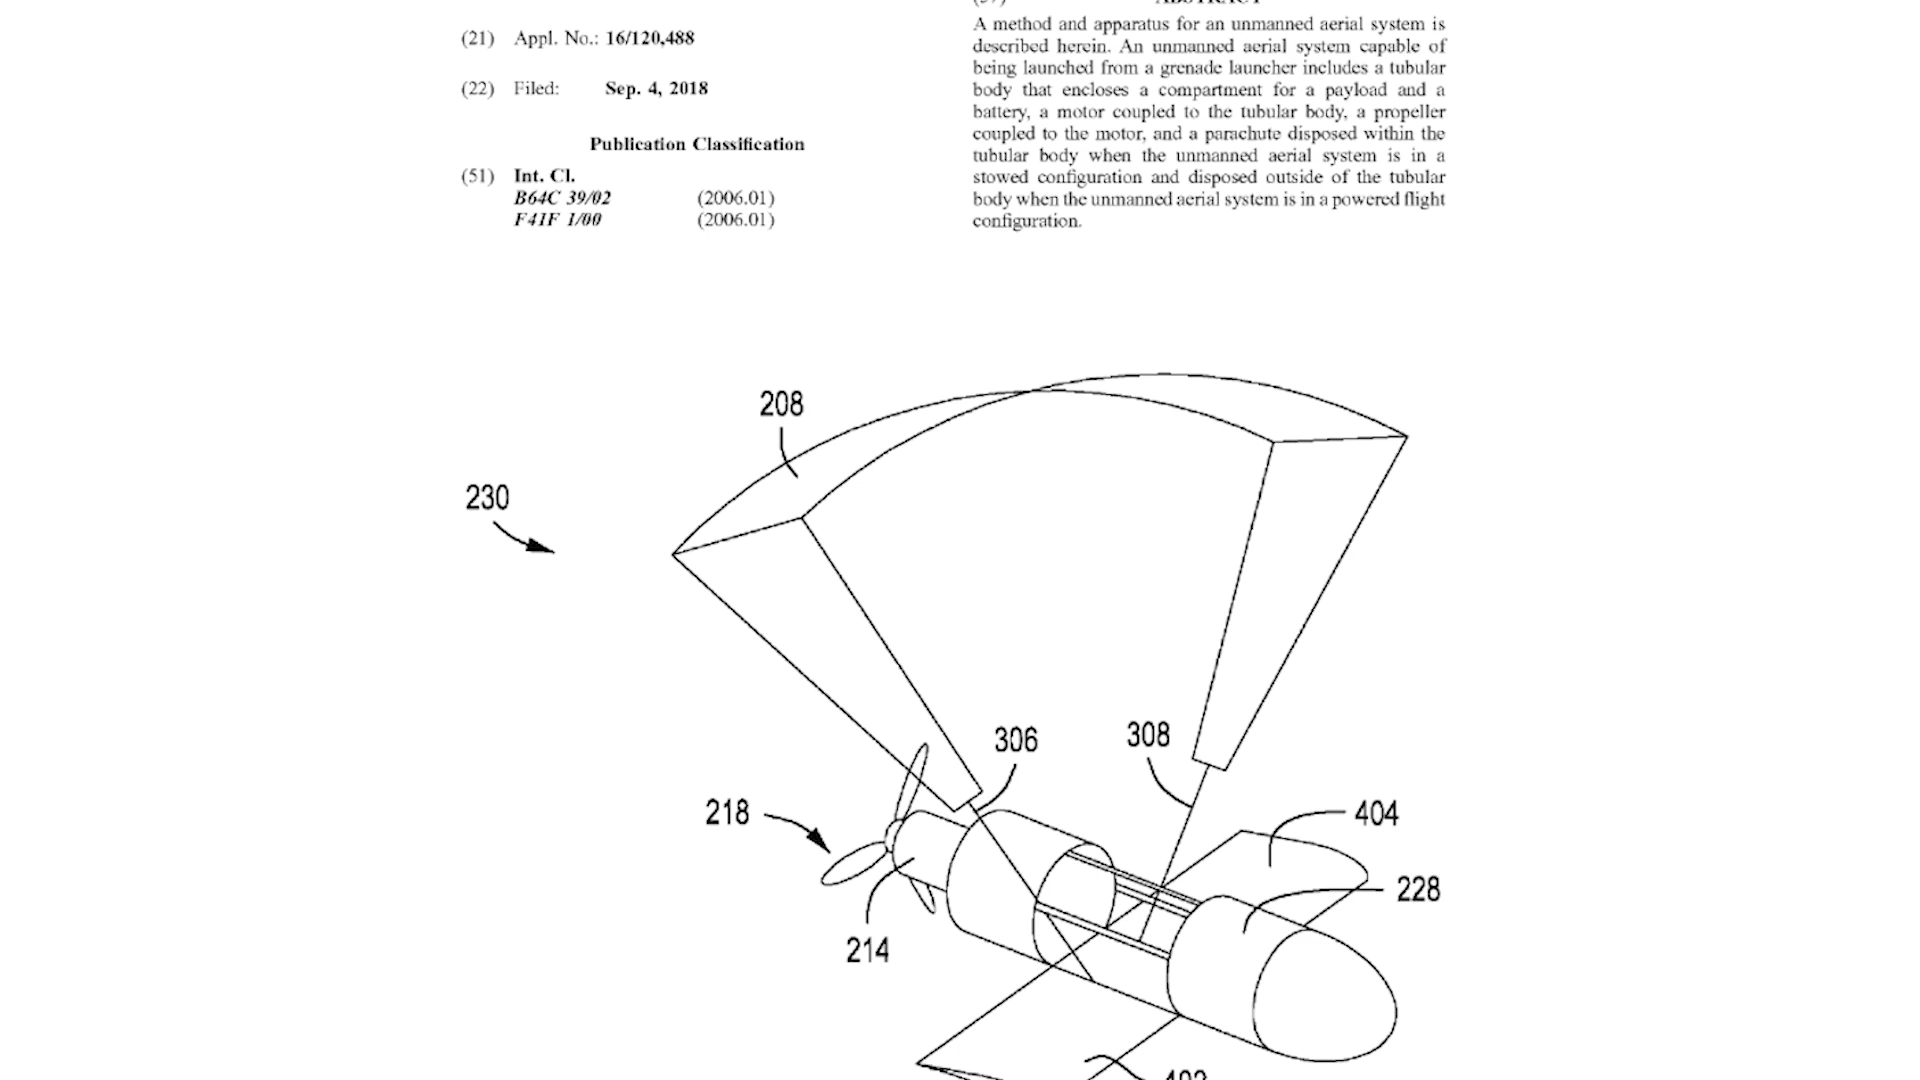 (57) ABSTRACT
(21) Appl. No.: 16/120,488
(22) Filed: Sep. 4, 2018
Publication Classification
(51) Int. Cl.
B64C 39/02 (2006.01)
F41F 1/00 (2006.01)
A method and apparatus for an unmanned aerial system is
described herein. An unmanned aerial system capable of
being launched from a grenade launcher includes a tubular
body that encloses a compartment for a payload and a
battery, a motor coupled to the tubular body, a propeller
coupled to the motor, and a parachute disposed within the
tubular body when the unmanned aerial system is in a
stowed configuration and disposed outside of the tubular
body when the unmanned aerial system is in a powered flight
configuration.
208
230
306
308
218
404
228
214